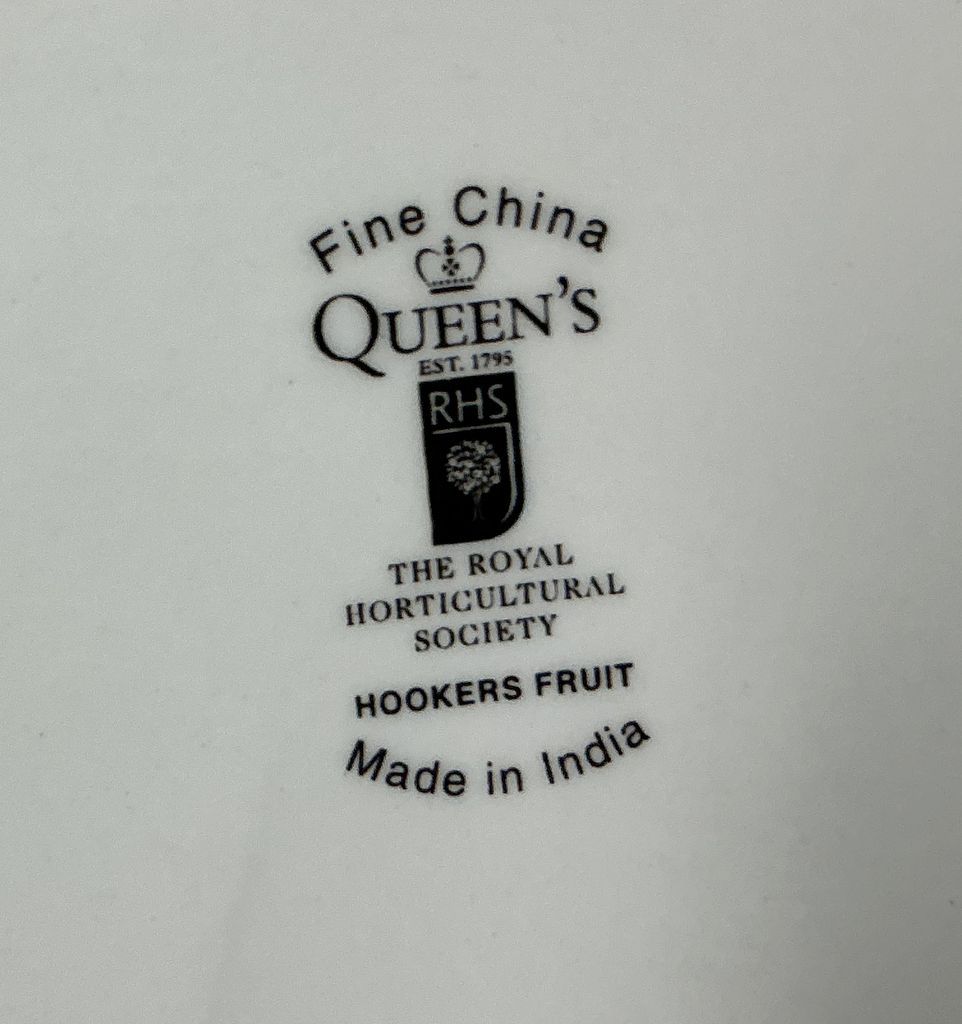 Fine China
QUEEN'S
EST. 1795
RHS
THE ROYAL
HORTICULTURAL
SOCIETY
HOOKERS FRUIT
Made in India